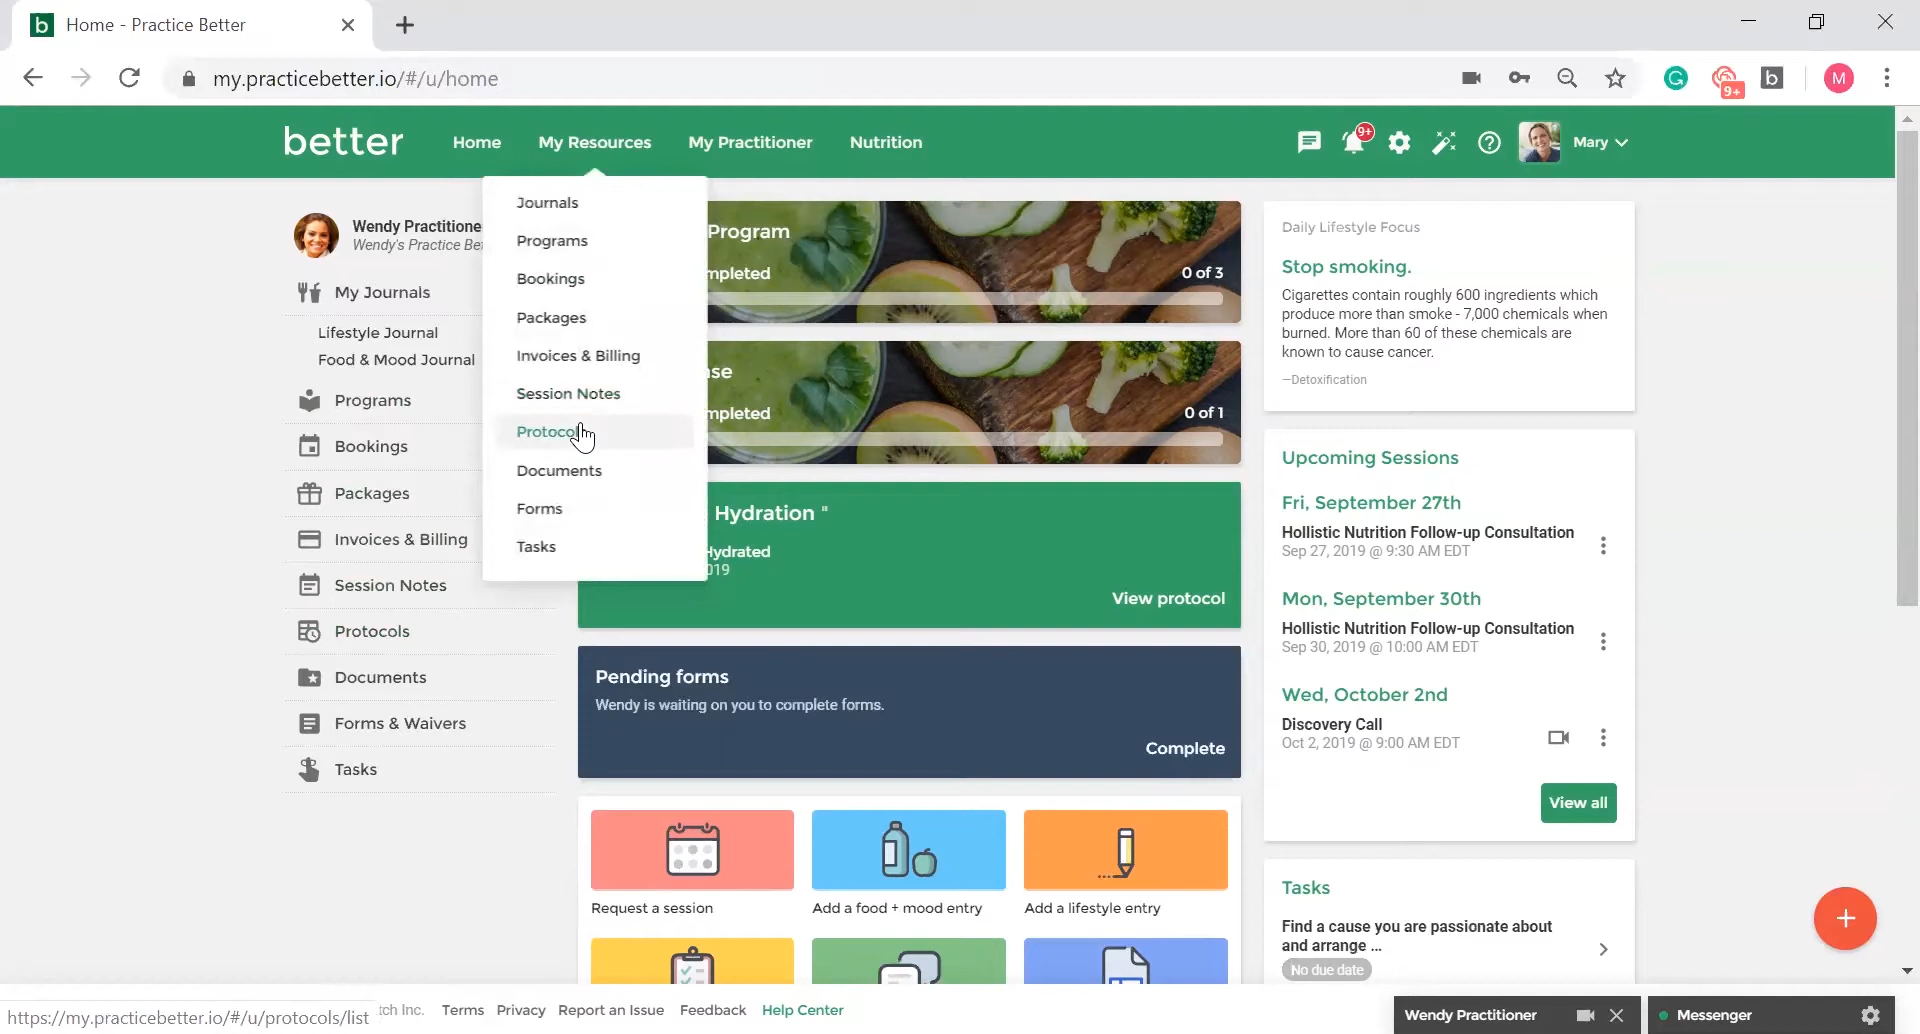 b Home - Practice Better
my.practicebetter.io/#/u/home
9+
b
M
better
Home
My Resources
My Practitioner
Nutrition
9+
Mary
Wendy Practitione
Wendy's Practice Be
My Journals
Lifestyle Journal
Food & Mood Journal
Programs
Bookings
Packages
Invoices & Billing
Session Notes
Protocols
Documents
Forms & Waivers
Tasks
Journals
Programs
Bookings
Packages
Invoices & Billing
Session Notes
Protocol
Documents
Forms
Tasks
Program
mpleted
0 of 3
se
mpleted
0 of 1
Hydration "
Hydrated
019
View protocol
Pending forms
Wendy is waiting on you to complete forms.
Complete
Request a session
Add a food + mood entry
Add a lifestyle entry
Daily Lifestyle Focus
Stop smoking.
Cigarettes contain roughly 600 ingredients which
produce more than smoke - 7,000 chemicals when
burned. More than 60 of these chemicals are
known to cause cancer.
—Detoxification
Upcoming Sessions
Fri, September 27th
Hollistic Nutrition Follow-up Consultation
Sep 27, 2019 @ 9:30 AM EDT
Mon, September 30th
Hollistic Nutrition Follow-up Consultation
Sep 30, 2019 @ 10:00 AM EDT
Wed, October 2nd
Discovery Call
Oct 2, 2019 @ 9:00 AM EDT
View all
Tasks
Find a cause you are passionate about
and arrange ...
No due date
https://my.practicebetter.io/#/u/protocols/list
tch Inc.
Terms
Privacy
Report an Issue
Feedback
Help Center
Wendy Practitioner
Messenger